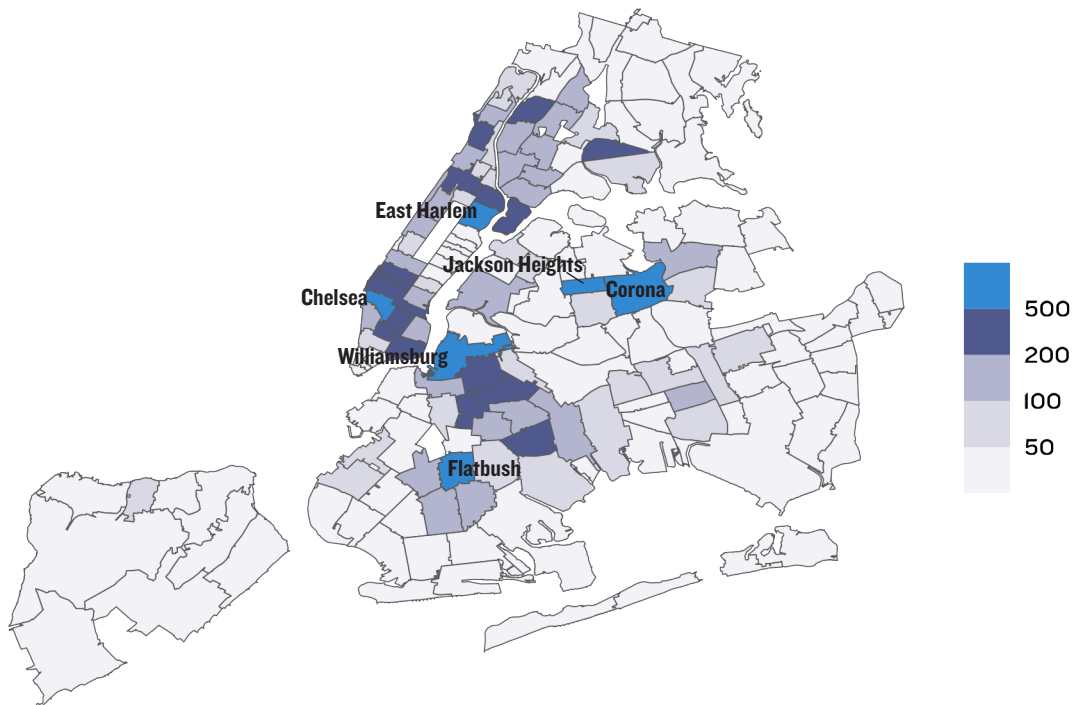 East Harlem
Jackson Heights
Corona
Chelsea
500
200
Williamsburg
100
50
Flatbush